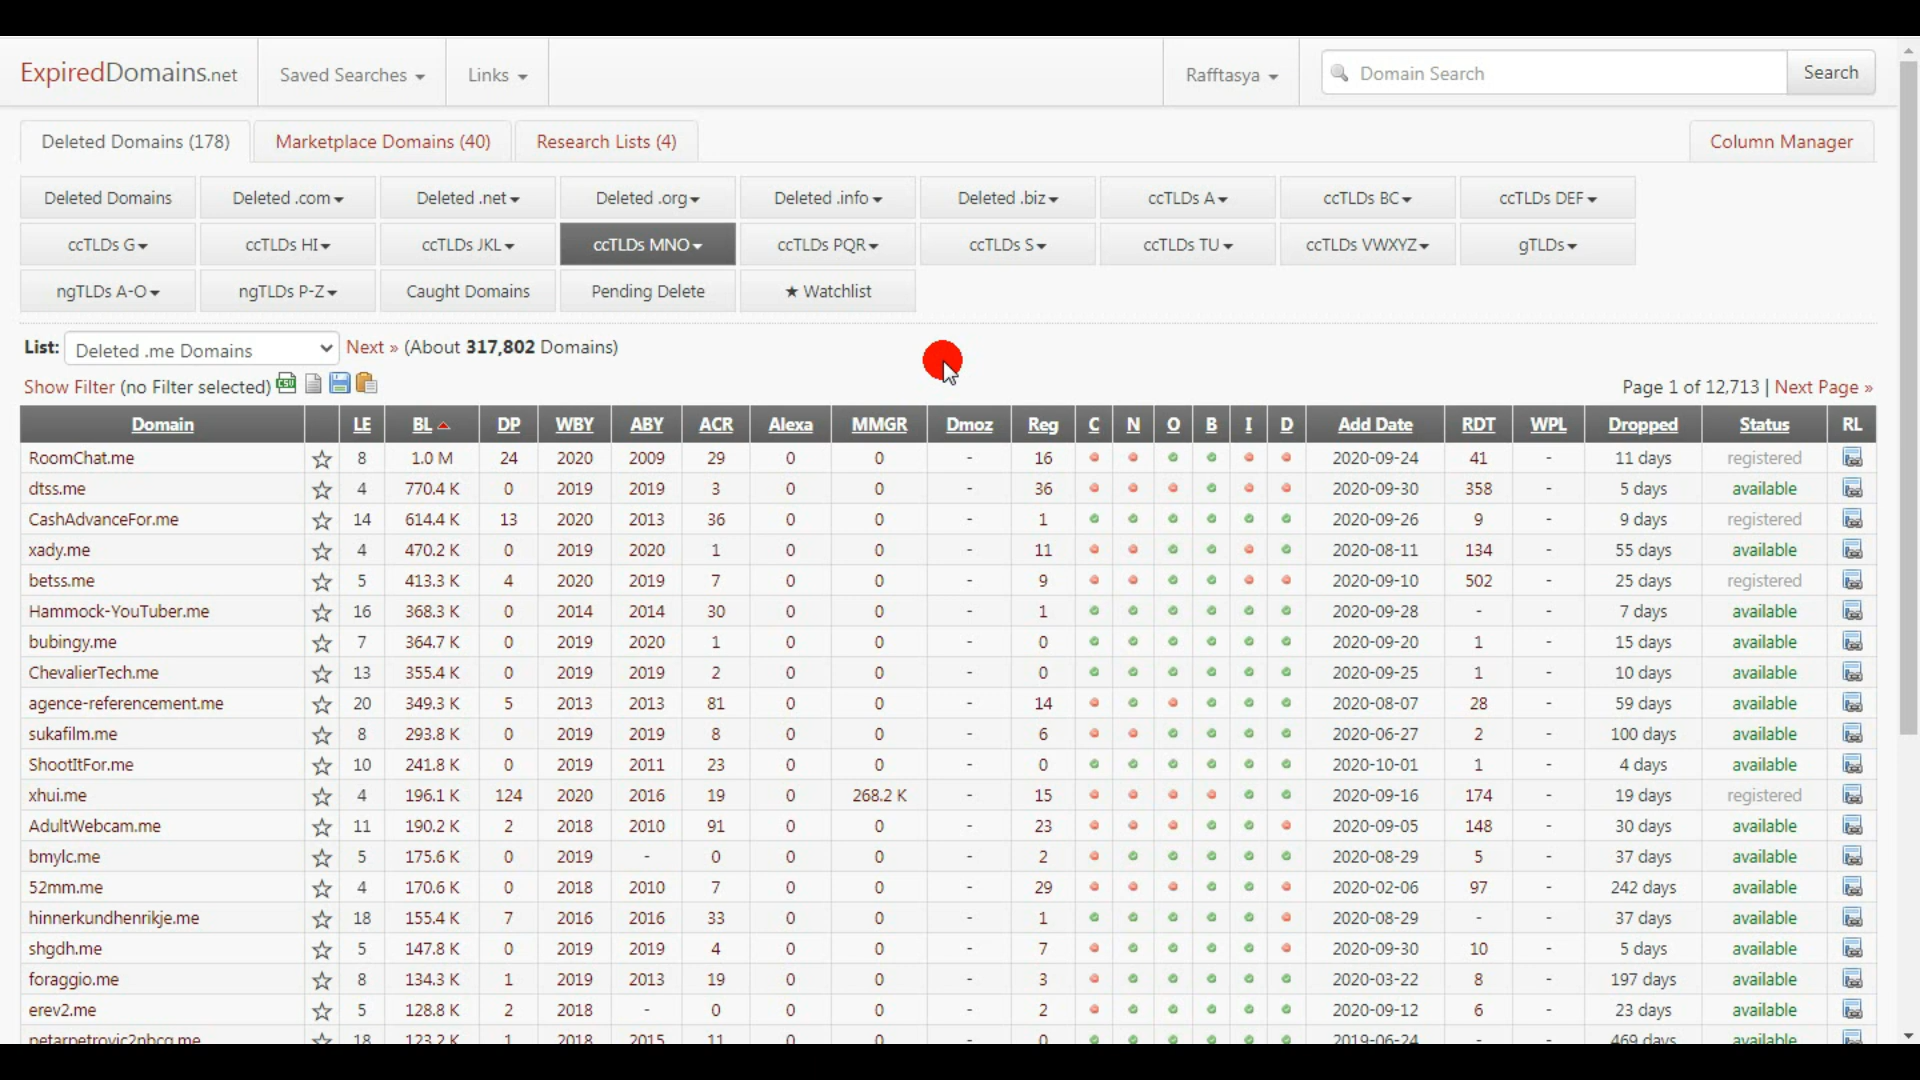 ExpiredDomains.net Saved Searches Links Rafftasya Domain Search Search
Deleted Domains (178) Marketplace Domains (40) Research Lists (4) Column Manager
Deleted Domains Deleted .com Deleted .net Deleted .org Deleted .info Deleted .biz ccTLDs A ccTLDs BC ccTLDs DEF
ccTLDs G ccTLDs HI ccTLDs JKL ccTLDs MNO ccTLDs PQR ccTLDs S ccTLDs TU ccTLDs VWXYZ gTLDs
ngTLDs A-O ngTLDs P-Z Caught Domains Pending Delete ★ Watchlist
List: Deleted .me Domains Next » (About 317,802 Domains)
Show Filter (no Filter selected) CSV Page 1 of 12,713 | Next Page »
Domain LE BL DP WBY ABY ACR Alexa MMGR Dmoz Reg C N O B I D Add Date RDT WPL Dropped Status RL
RoomChat.me 8 1.0 M 24 2020 2009 29 0 0 - 16 2020-09-24 41 - 11 days registered
dtss.me 4 770.4 K 0 2019 2019 3 0 0 - 36 2020-09-30 358 - 5 days available
CashAdvanceFor.me 14 614.4 K 13 2020 2013 36 0 0 - 1 2020-09-26 9 - 9 days registered
xady.me 4 470.2 K 0 2019 2020 1 0 0 - 11 2020-08-11 134 - 55 days available
betss.me 5 413.3 K 4 2020 2019 7 0 0 - 9 2020-09-10 502 - 25 days registered
Hammock-YouTuber.me 16 368.3 K 0 2014 2014 30 0 0 - 1 2020-09-28 - - 7 days available
bubingy.me 7 364.7 K 0 2019 2020 1 0 0 - 0 2020-09-20 1 - 15 days available
ChevalierTech.me 13 355.4 K 0 2019 2019 2 0 0 - 0 2020-09-25 1 - 10 days available
agence-referencement.me 20 349.3 K 5 2013 2013 81 0 0 - 14 2020-08-07 28 - 59 days available
sukafilm.me 8 293.8 K 0 2019 2019 8 0 0 - 6 2020-06-27 2 - 100 days available
ShootItFor.me 10 241.8 K 0 2019 2011 23 0 0 - 0 2020-10-01 1 - 4 days available
xhui.me 4 196.1 K 124 2020 2016 19 0 268.2 K - 15 2020-09-16 174 - 19 days registered
AdultWebcam.me 11 190.2 K 2 2018 2010 91 0 0 - 23 2020-09-05 148 - 30 days available
bmylc.me 5 175.6 K 0 2019 - 0 0 0 - 2 2020-08-29 5 - 37 days available
52mm.me 4 170.6 K 0 2018 2010 7 0 0 - 29 2020-02-06 97 - 242 days available
hinnerkundhenrikje.me 18 155.4 K 7 2016 2016 33 0 0 - 1 2020-08-29 - - 37 days available
shgdh.me 5 147.8 K 0 2019 2019 4 0 0 - 7 2020-09-30 10 - 5 days available
foraggio.me 8 134.3 K 1 2019 2013 19 0 0 - 3 2020-03-22 8 - 197 days available
erev2.me 5 128.8 K 2 2018 - 0 0 0 - 2 2020-09-12 6 - 23 days available
petarpetrovic2nbcg.me 18 123.2 K 1 2018 2015 11 0 0 - 0 2019-06-24 - - 469 days available